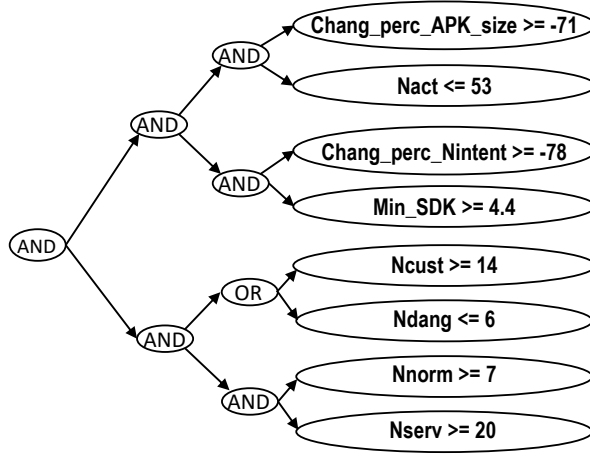 Chang_perc_APK_size >= -71
AND
Nact <= 53
AND
Chang_perc_Nintent >= -78
AND
Min_SDK >= 4.4
AND
Ncust >= 14
OR
Ndang <= 6
AND
Nnorm >= 7
AND
Nserv >= 20